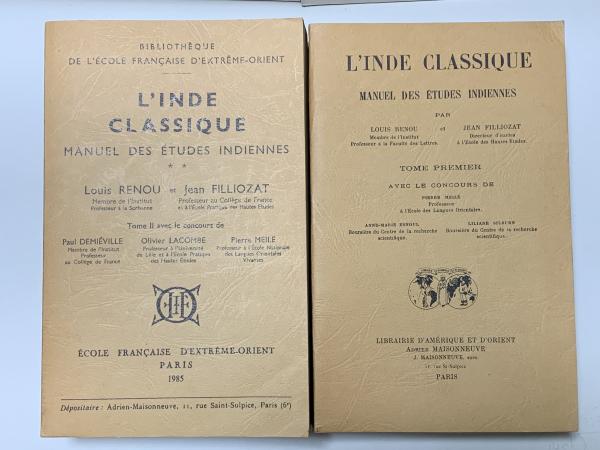 BIBLIOTHÈQUE
DE L'ÉCOLE FRANÇAISE D'EXTRÊME-ORIENT
L'INDE
CLASSIQUE
MANUEL DES ÉTUDES INDIENNES
* *
Louis RENOU et Jean FILLIOZAT
Membre de l'Institut
Professeur à la Sorbonne
Professeur au Collège de France
et à l'École Pratique des Hautes Études
Tome II avec le concours de
Paul DEMIÉVILLE
Membre de l'Institut
Professeur
au Collège de France
Olivier LACOMBE
Professeur à l'Université
de Lille et à l'École Pratique
des Hautes Études
Pierre MEILE
Professeur à l'École Nationale
des Langues Orientales
Vivantes
ÉCOLE FRANÇAISE D'EXTRÊME-ORIENT
PARIS
1985
Dépositaire : Adrien-Maisonneuve, 11, rue Saint-Sulpice, Paris (6e)
L'INDE CLASSIQUE
MANUEL DES ÉTUDES INDIENNES
PAR
LOUIS RENOU et JEAN FILLIOZAT
Membre de l'Institut
Professeur à la Faculté des Lettres.
Directeur d'études
à l'École des Hautes Études.
TOME PREMIER
AVEC LE CONCOURS DE
PIERRE MEILE
Professeur
à l'École des Langues Orientales.
ANNE-MARIE ESNOUL
Boursière du Centre de la recherche
scientifique.
LILIANE SILBURN
Boursière du Centre de la recherche
scientifique.
LIBRAIRIE D'AMÉRIQUE ET D'ORIENT
ADRIEN MAISONNEUVE
J. MAISONNEUVE, succ.
11, rue St-Sulpice
PARIS